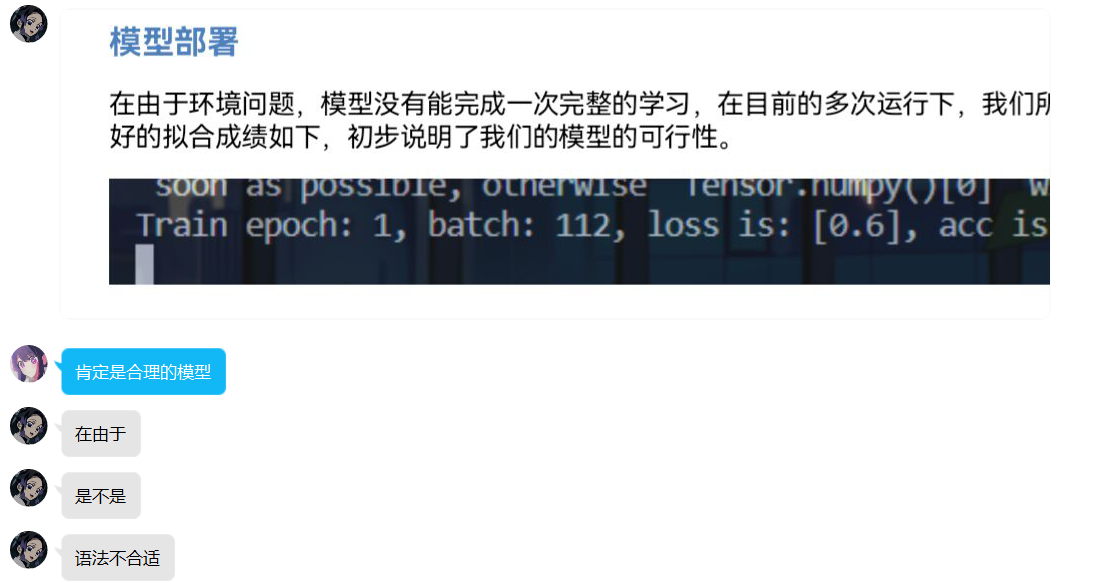 模型部署
在由于环境问题，模型没有能完成一次完整的学习，在目前的多次运行下，我们所
好的拟合成绩如下，初步说明了我们的模型的可行性。
soon as possible, otherwise 'Tensor.numpy()[0]' w
Train epoch: 1, batch: 112, loss is: [0.6], acc is
肯定是合理的模型
在由于
是不是
语法不合适